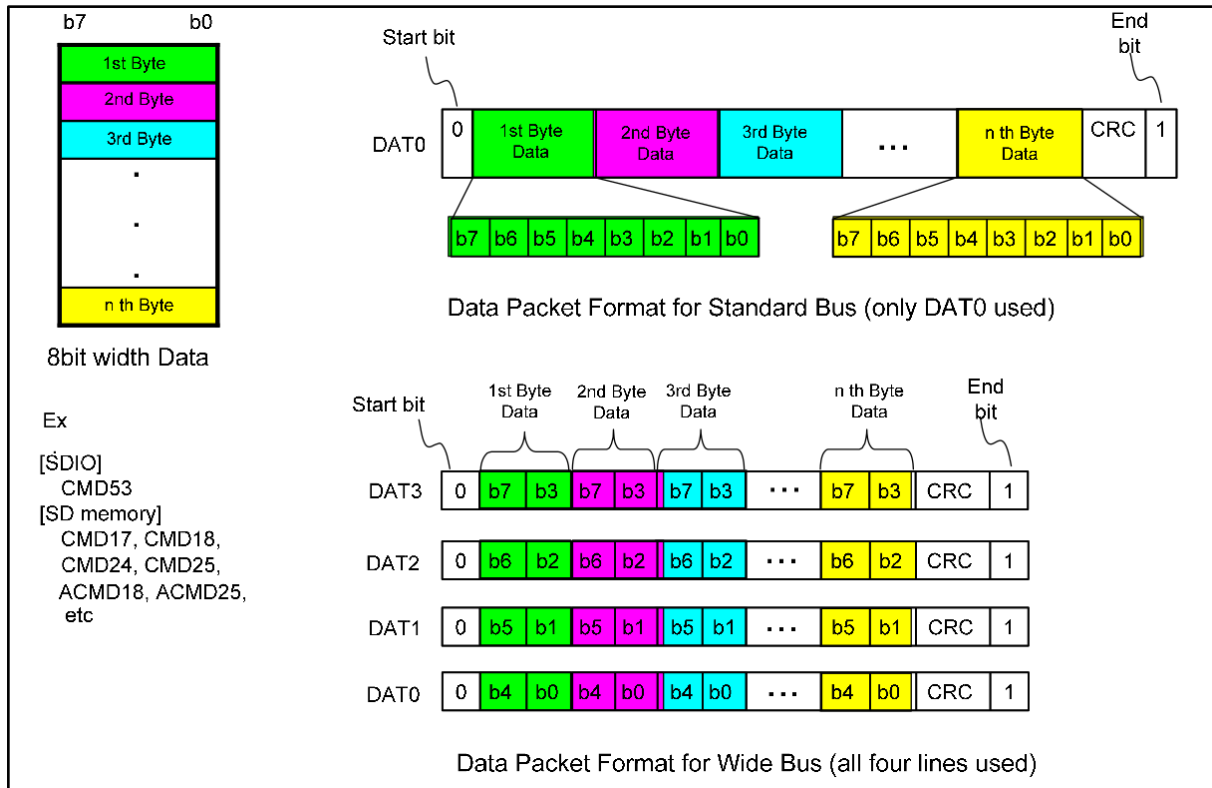 b7 b0
1st Byte
2nd Byte
3rd Byte
.
.
.
n th Byte
8bit width Data
Ex
[SDIO]
CMD53
[SD memory]
CMD17, CMD18,
CMD24, CMD25,
ACMD18, ACMD25,
etc
Start bit
End
bit
DAT0 0 1st Byte Data 2nd Byte Data 3rd Byte Data ... n th Byte Data CRC 1
b7 b6 b5 b4 b3 b2 b1 b0 b7 b6 b5 b4 b3 b2 b1 b0
Data Packet Format for Standard Bus (only DAT0 used)
Start bit
1st Byte Data
2nd Byte Data
3rd Byte Data
n th Byte Data
End
bit
DAT3 0 b7 b3 b7 b3 b7 b3 ... b7 b3 CRC 1
DAT2 0 b6 b2 b6 b2 b6 b2 ... b6 b2 CRC 1
DAT1 0 b5 b1 b5 b1 b5 b1 ... b5 b1 CRC 1
DAT0 0 b4 b0 b4 b0 b4 b0 ... b4 b0 CRC 1
Data Packet Format for Wide Bus (all four lines used)